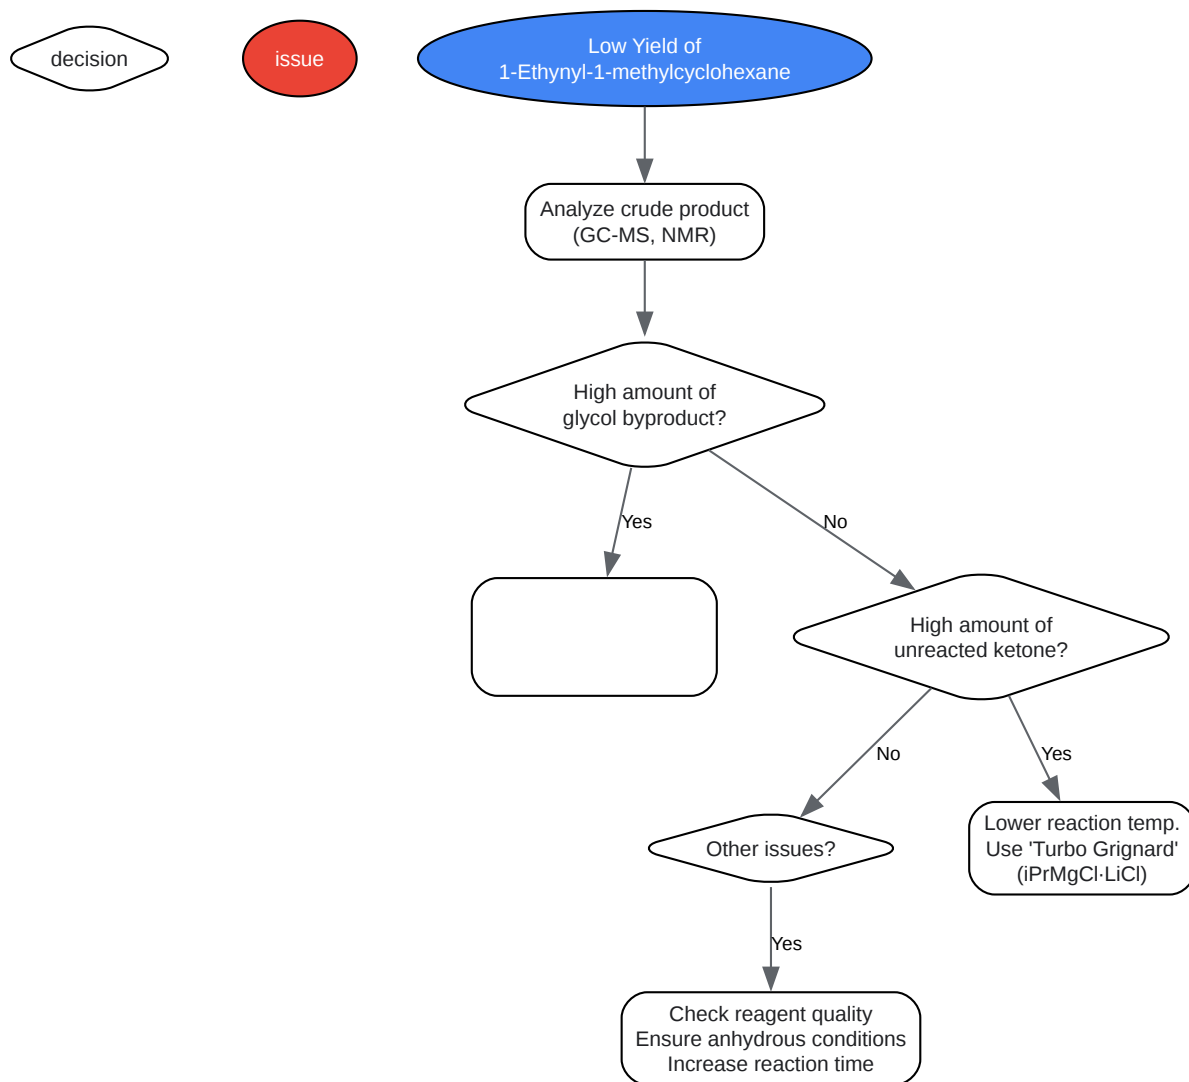 decision
issue
Low Yield of
1-Ethynyl-1-methylcyclohexane
Analyze crude product
(GC-MS, NMR)
High amount of
glycol byproduct?
Yes
No
High amount of
unreacted ketone?
No
Yes
Other issues?
Lower reaction temp.
Use 'Turbo Grignard'
(iPrMgCl·LiCl)
Yes
Check reagent quality
Ensure anhydrous conditions
Increase reaction time